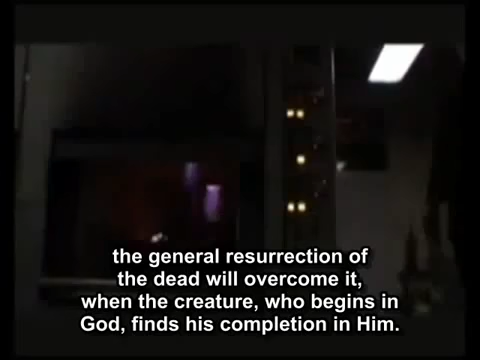 the general resurrection of
the dead will overcome it,
when the creature, who begins in
God, finds his completion in Him.